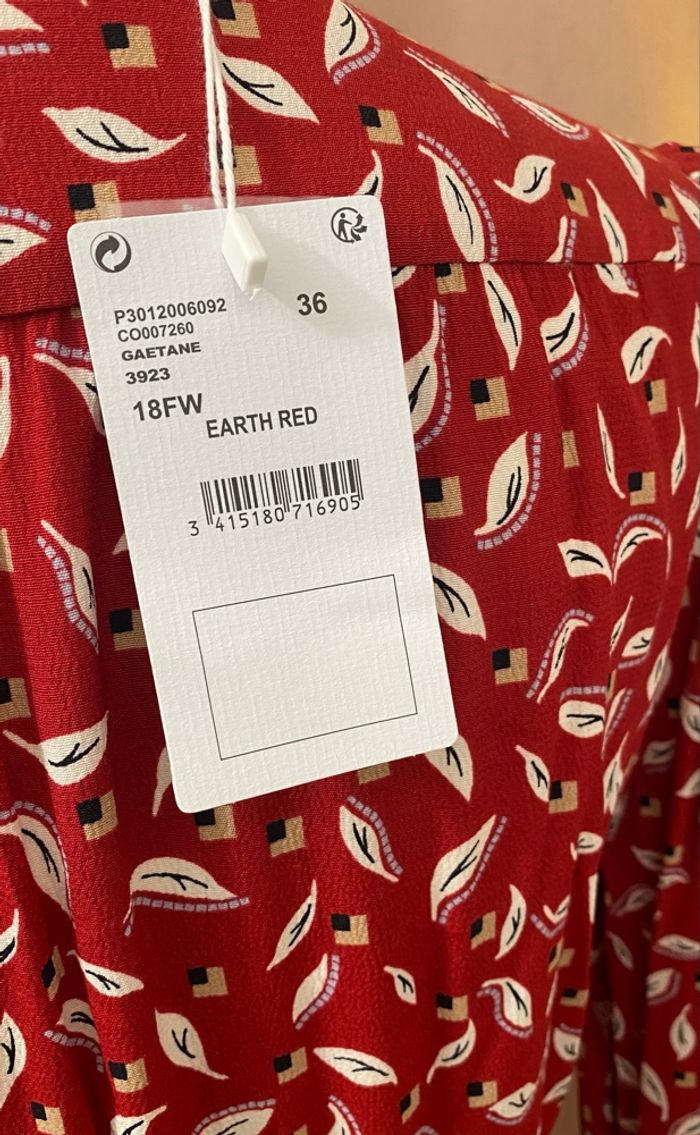 P3012006092 36
CO007260
GAETANE
3923
18FW
EARTH RED
3 415180 716905